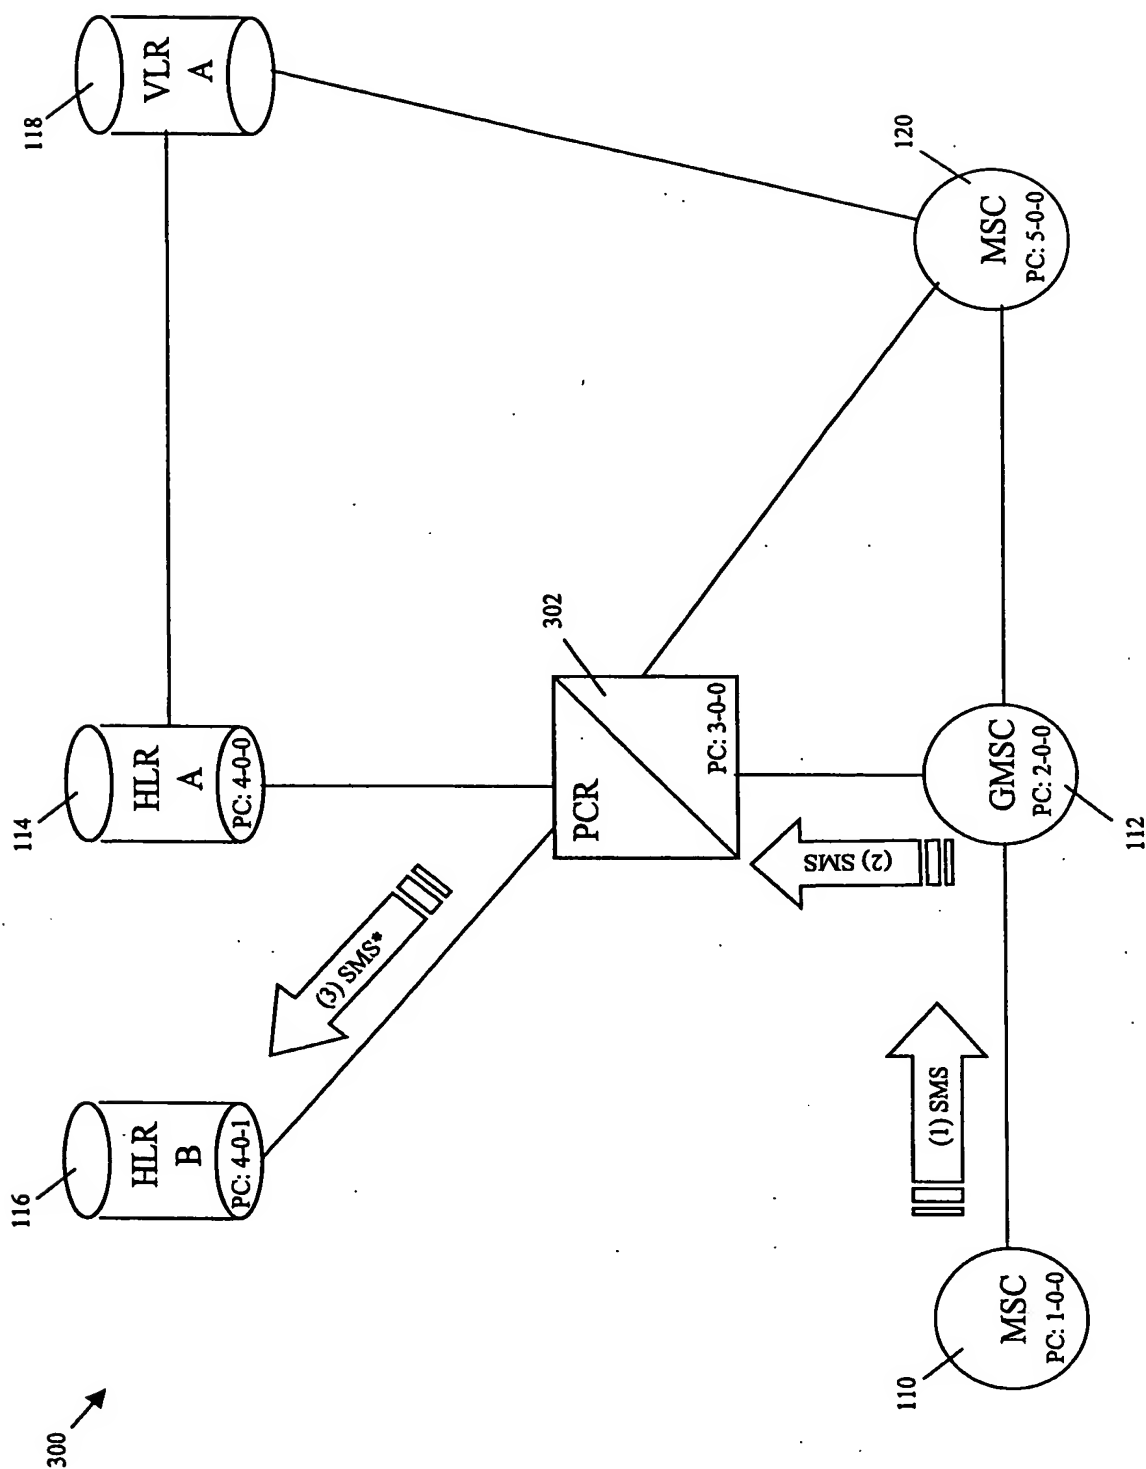 300
116
HLR
B
PC: 4-0-1
114
HLR
A
PC: 4-0-0
118
VLR
A
(3) SMS*
302
PCR
PC: 3-0-0
(2) SMS
(1) SMS
110
MSC
PC: 1-0-0
GMSC
PC: 2-0-0
112
120
MSC
PC: 5-0-0